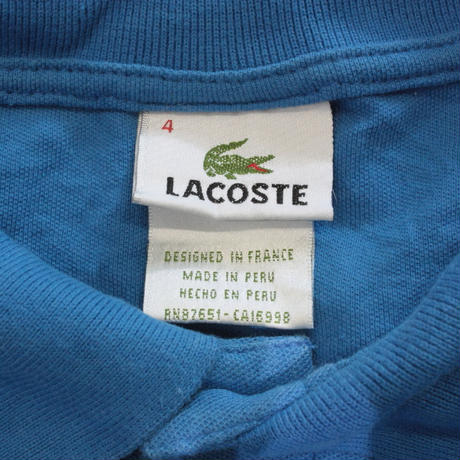 4
LACOSTE
DESIGNED IN FRANCE
MADE IN PERU
HECHO EN PERU
RN87651-CA16998